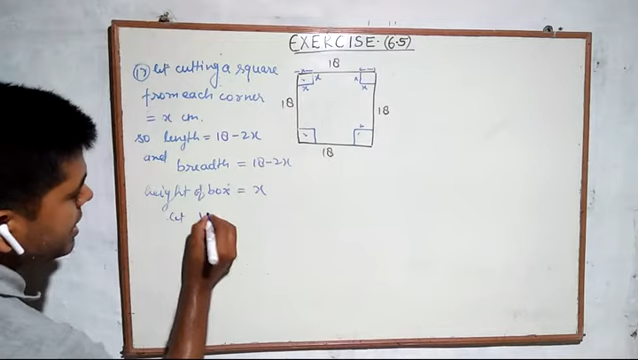 EXERCISE-(6.5)
17) Let cutting a square
from each corner
= x cm.
so length = 18-2x
and breadth = 18-2x
height of box = x
Let V
18
x x
x x
18
18
18